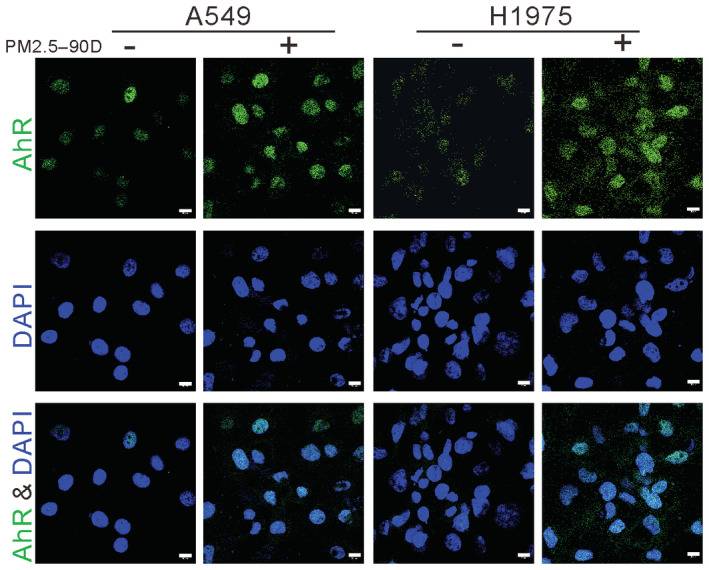 A549 H1975
PM2.5–90D - + - +
AhR
DAPI
AhR & DAPI